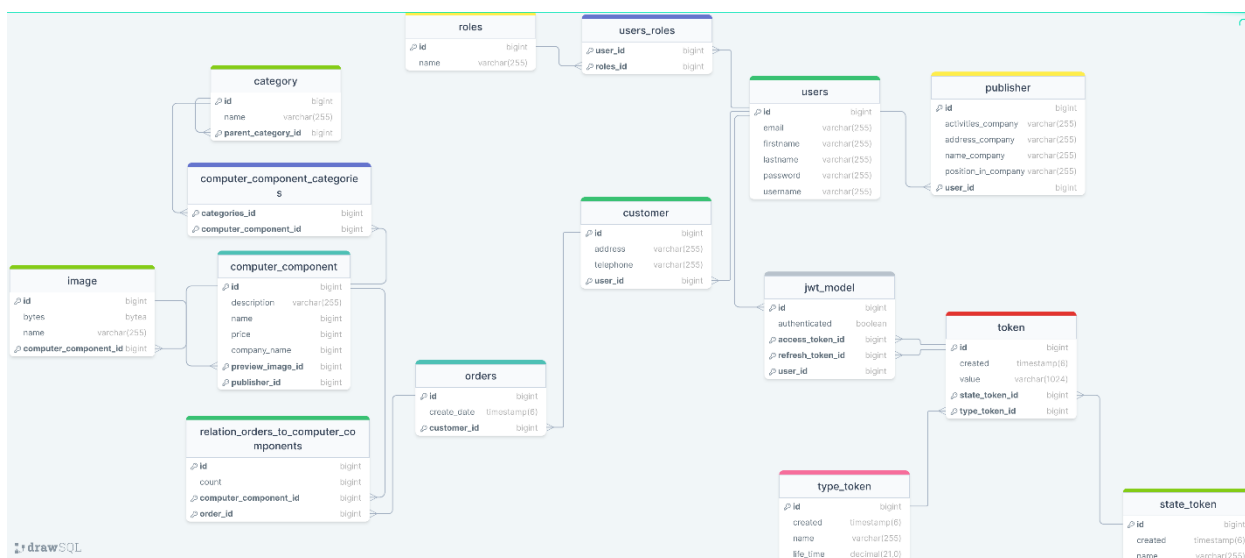 roles
id bigint
name varchar(255)
users_roles
user_id bigint
roles_id bigint
category
id bigint
name varchar(255)
parent_category_id bigint
users
id bigint
email varchar(255)
firstname varchar(255)
lastname varchar(255)
password varchar(255)
username varchar(255)
publisher
id bigint
activities_company varchar(255)
address_company varchar(255)
name_company varchar(255)
position_in_company varchar(255)
user_id bigint
computer_component_categorie
s
categories_id bigint
computer_component_id bigint
customer
id bigint
address varchar(255)
telephone varchar(255)
user_id bigint
image
id bigint
bytes bytea
name varchar(255)
computer_component_id bigint
computer_component
id bigint
description varchar(255)
name bigint
price bigint
company_name bigint
preview_image_id bigint
publisher_id bigint
jwt_model
id bigint
authenticated boolean
access_token_id bigint
refresh_token_id bigint
user_id bigint
token
id bigint
created timestamp(6)
value varchar(1024)
state_token_id bigint
type_token_id bigint
orders
id bigint
create_date timestamp(6)
customer_id bigint
relation_orders_to_computer_co
mponents
id bigint
count bigint
computer_component_id bigint
order_id bigint
type_token
id bigint
created timestamp(6)
name varchar(255)
life_time decimal(21,0)
state_token
id bigint
created timestamp(6)
name varchar(255)
drawSQL